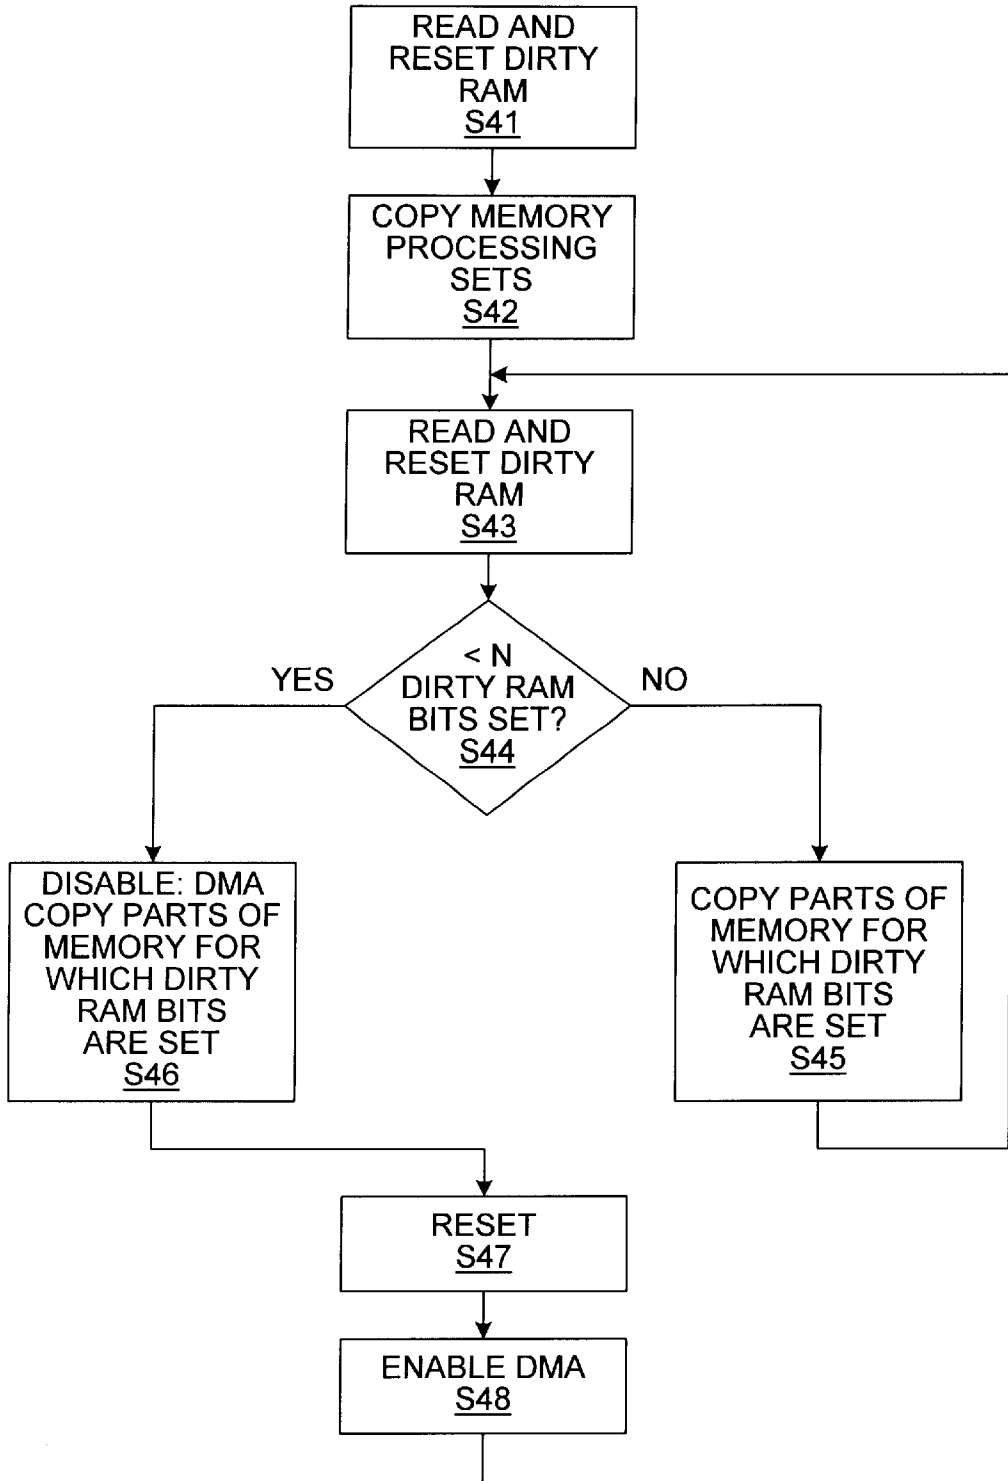 READ AND
RESET DIRTY
RAM
S41
COPY MEMORY
PROCESSING
SETS
S42
READ AND
RESET DIRTY
RAM
S43
< N
DIRTY RAM
BITS SET?
S44
YES
NO
DISABLE: DMA
COPY PARTS OF
MEMORY FOR
WHICH DIRTY
RAM BITS
ARE SET
S46
COPY PARTS OF
MEMORY FOR
WHICH DIRTY
RAM BITS
ARE SET
S45
RESET
S47
ENABLE DMA
S48